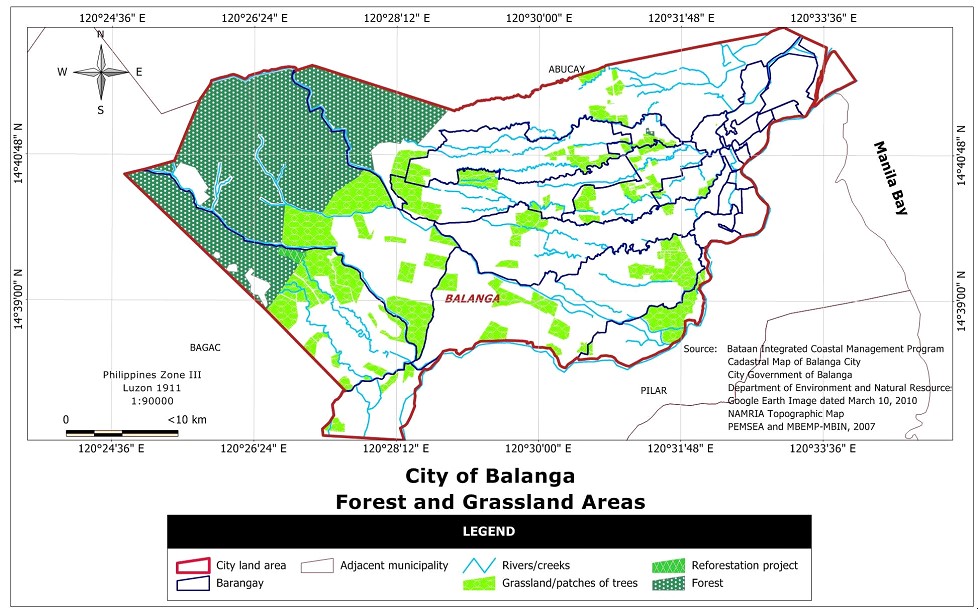 120°24'36" E 120°26'24" E 120°28'12" E 120°30'00" E 120°31'48" E 120°33'36" E
N
W E
S
ABUCAY
14°40'48" N
14°40'48" N
Manila Bay
14°39'00" N
14°39'00" N
BALANGA
BAGAC
PILAR
Philippines Zone III
Luzon 1911
1:90000
0 <10 km
Source: Bataan Integrated Coastal Management Program
Cadastral Map of Balanga City
City Government of Balanga
Department of Environment and Natural Resources
Google Earth Image dated March 10, 2010
NAMRIA Topographic Map
PEMSEA and MBEMP-MBIN, 2007
120°24'36" E 120°26'24" E 120°28'12" E 120°30'00" E 120°31'48" E 120°33'36" E
City of Balanga
Forest and Grassland Areas
LEGEND
City land area Adjacent municipality Rivers/creeks Reforestation project
Barangay Grassland/patches of trees Forest